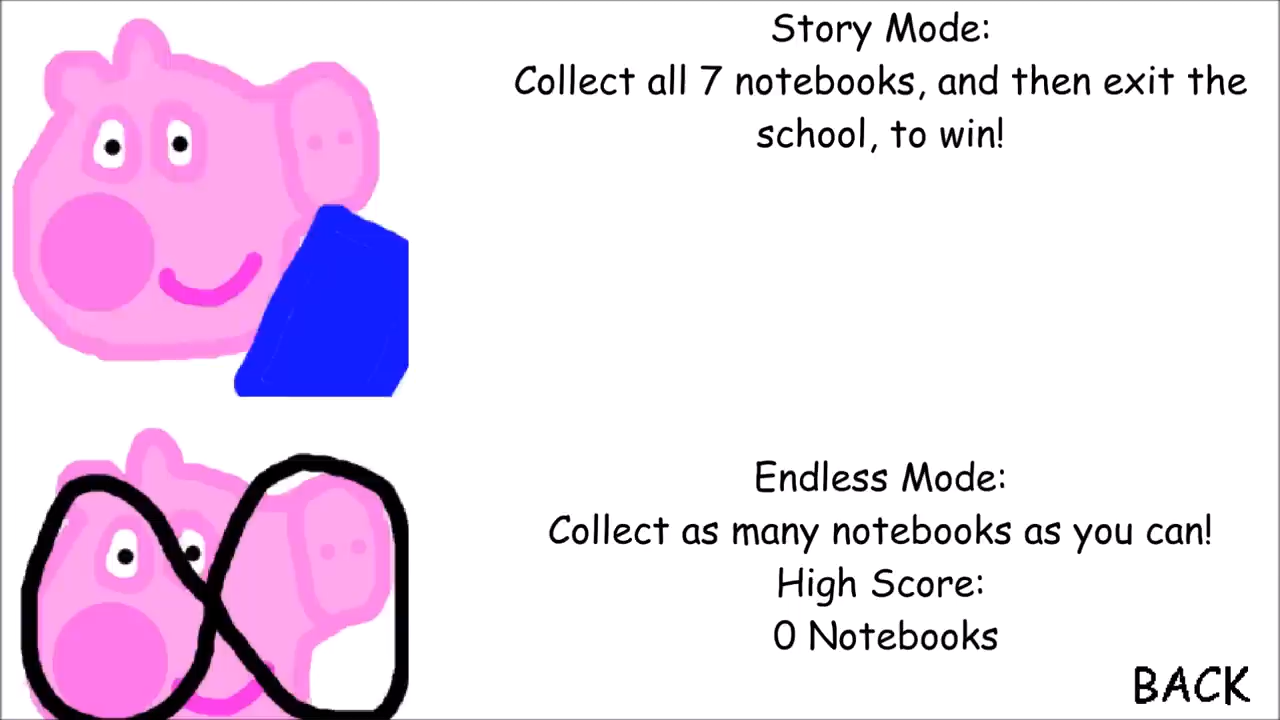 Story Mode:
Collect all 7 notebooks, and then exit the
school, to win!
Endless Mode:
Collect as many notebooks as you can!
High Score:
0 Notebooks
BACK